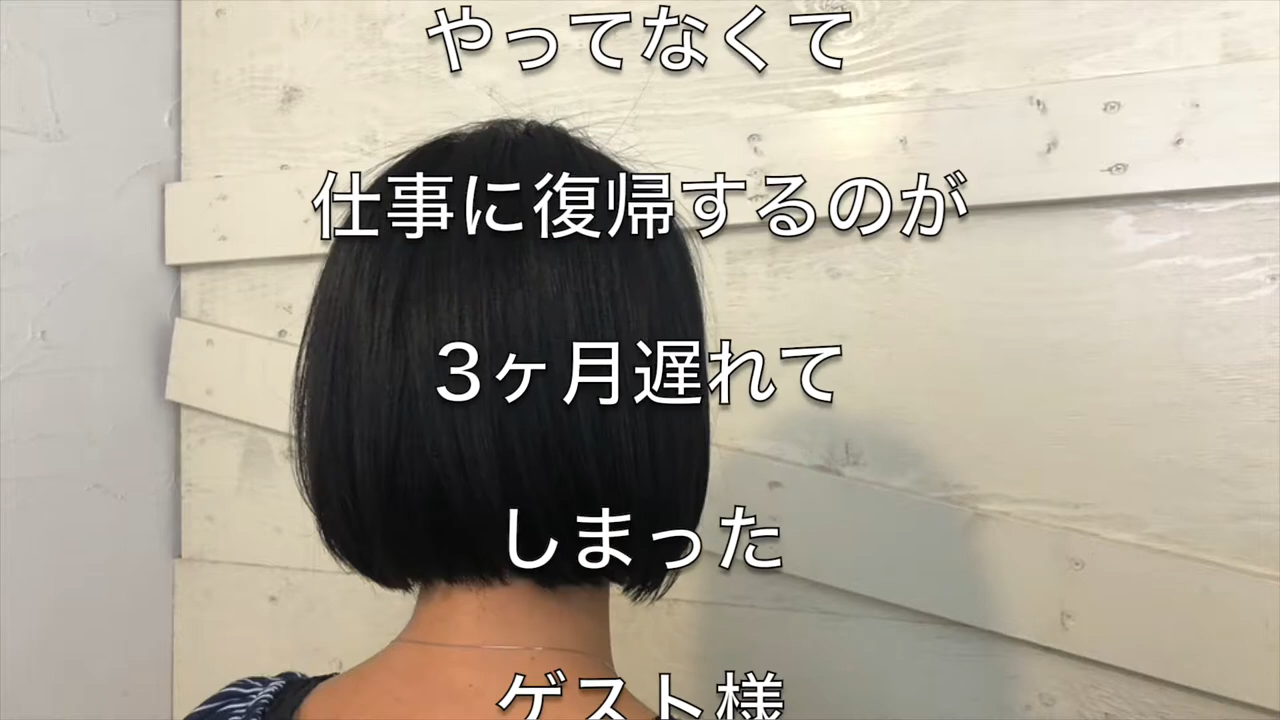 やってなくて
仕事に復帰するのが
3ヶ月遅れて
しまった
ゲスト様